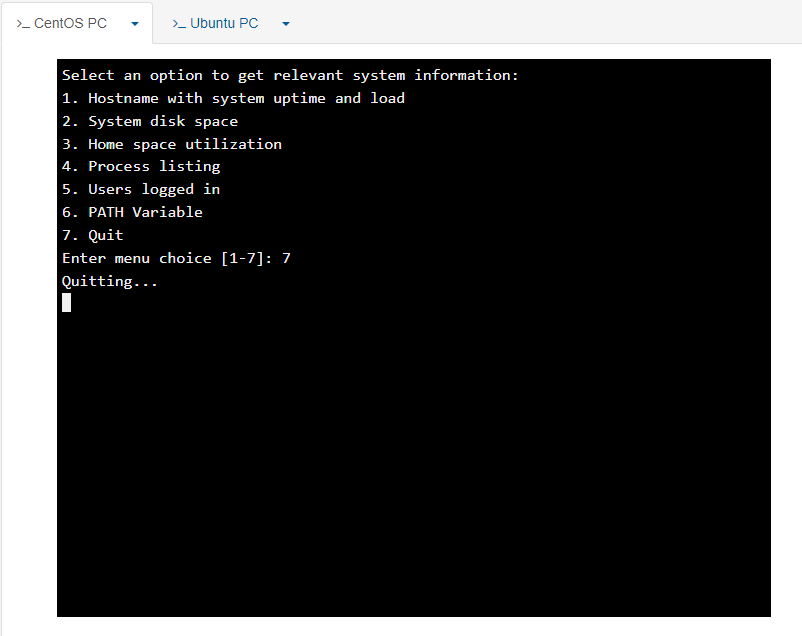 >_ CentOS PC >_ Ubuntu PC
Select an option to get relevant system information:
1. Hostname with system uptime and load
2. System disk space
3. Home space utilization
4. Process listing
5. Users logged in
6. PATH Variable
7. Quit
Enter menu choice [1-7]: 7
Quitting...